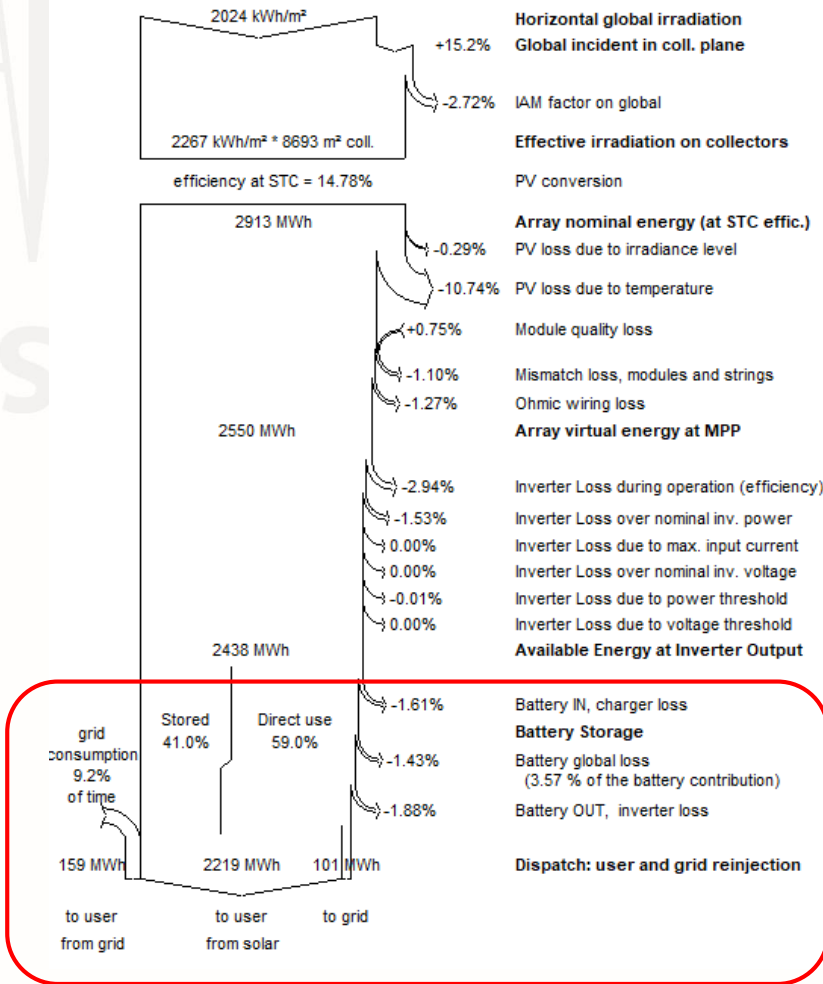 2024 kWh/m² Horizontal global irradiation
+15.2% Global incident in coll. plane
-2.72% IAM factor on global
2267 kWh/m² * 8693 m² coll. Effective irradiation on collectors
efficiency at STC = 14.78% PV conversion
2913 MWh Array nominal energy (at STC effic.)
-0.29% PV loss due to irradiance level
-10.74% PV loss due to temperature
+0.75% Module quality loss
-1.10% Mismatch loss, modules and strings
-1.27% Ohmic wiring loss
2550 MWh Array virtual energy at MPP
-2.94% Inverter Loss during operation (efficiency)
-1.53% Inverter Loss over nominal inv. power
0.00% Inverter Loss due to max. input current
0.00% Inverter Loss over nominal inv. voltage
-0.01% Inverter Loss due to power threshold
0.00% Inverter Loss due to voltage threshold
2438 MWh Available Energy at Inverter Output
-1.61% Battery IN, charger loss
Stored Direct use
41.0% 59.0%
grid
consumption
9.2%
of time
Battery Storage
-1.43% Battery global loss
(3.57 % of the battery contribution)
-1.88% Battery OUT, inverter loss
159 MWh 2219 MWh 101 MWh Dispatch: user and grid reinjection
to user to user to grid
from grid from solar